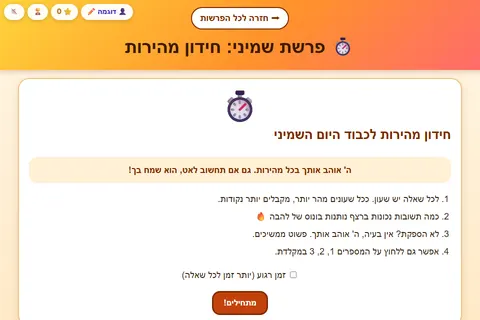 דוגמה
0
➞ חזרה לכל הפרשות
פרשת שמיני: חידון מהירות
חידון מהירות לכבוד היום השמיני
ה' אוהב אותך בכל מהירות. גם אם תחשוב לאט, הוא שמח בך!
1. לכל שאלה יש שעון. ככל שעונים מהר יותר, מקבלים יותר נקודות.
2. כמה תשובות נכונות ברצף נותנות בונוס של להבה
3. לא הספקת? אין בעיה, ה' אוהב אותך. פשוט ממשיכים.
4. אפשר גם ללחוץ על המספרים 1, 2, 3 במקלדת.
זמן רגוע (יותר זמן לכל שאלה)
מתחילים!